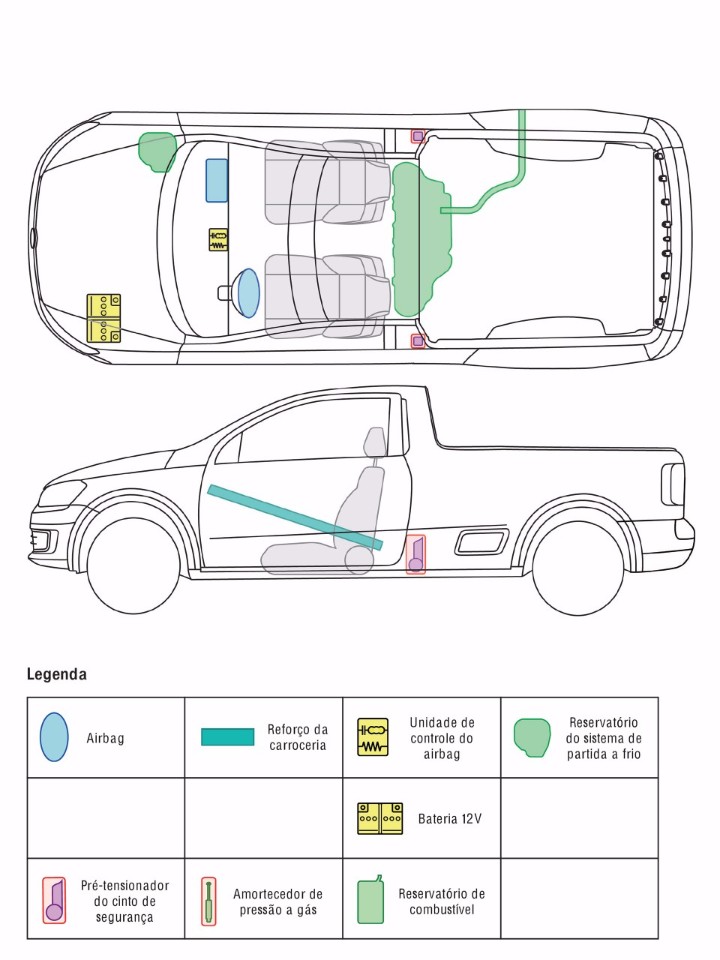 Legenda
Airbag
Reforço da
carroceria
Unidade de
controle do
airbag
Reservatório
do sistema de
partida a frio
Bateria 12V
Pré-tensionador
do cinto de
segurança
Amortecedor de
pressão a gás
Reservatório de
combustível